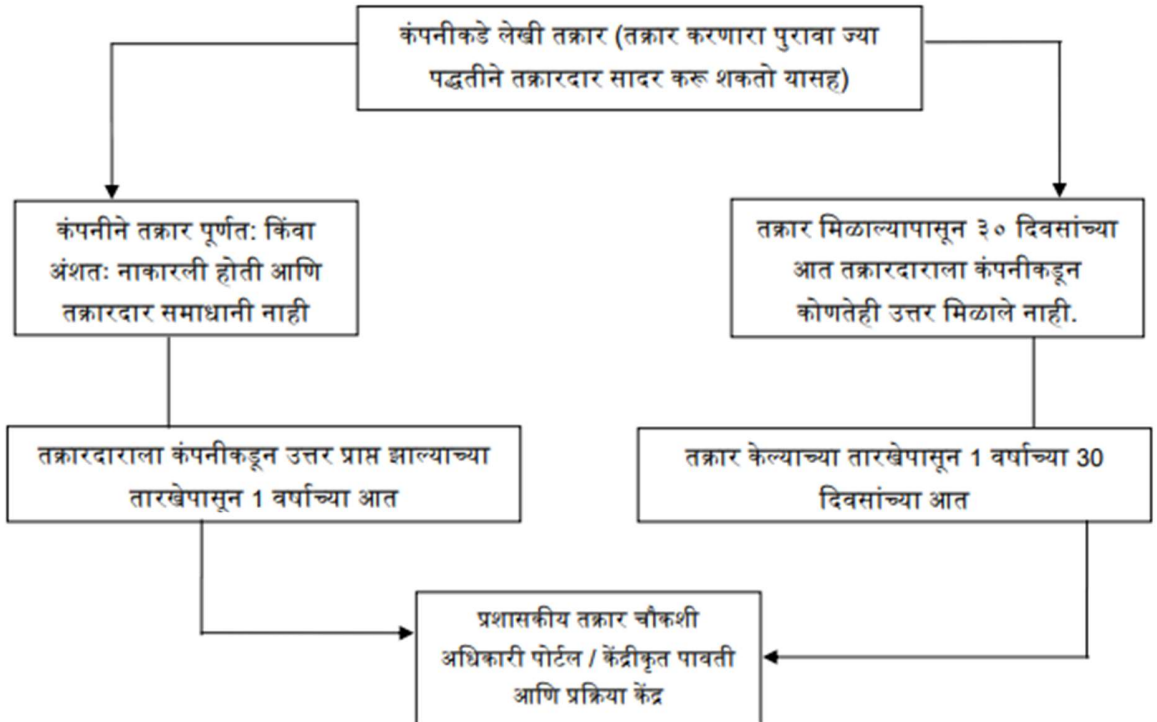 कंपनीकडे लेखी तक्रार (तक्रार करणारा पुरावा ज्या
पद्धतीने तक्रारदार सादर करू शकतो यासह)
कंपनीने तक्रार पूर्णत: किंवा
अंशतः नाकारली होती आणि
तक्रारदार समाधानी नाही
तक्रार मिळाल्यापासून ३० दिवसांच्या
आत तक्रारदाराला कंपनीकडून
कोणतेही उत्तर मिळाले नाही.
तक्रारदाराला कंपनीकडून उत्तर प्राप्त झाल्याच्या
तारखेपासून 1 वर्षाच्या आत
तक्रार केल्याच्या तारखेपासून 1 वर्षाच्या 30
दिवसांच्या आत
प्रशासकीय तक्रार चौकशी
अधिकारी पोर्टल / केंद्रीकृत पावती
आणि प्रक्रिया केंद्र